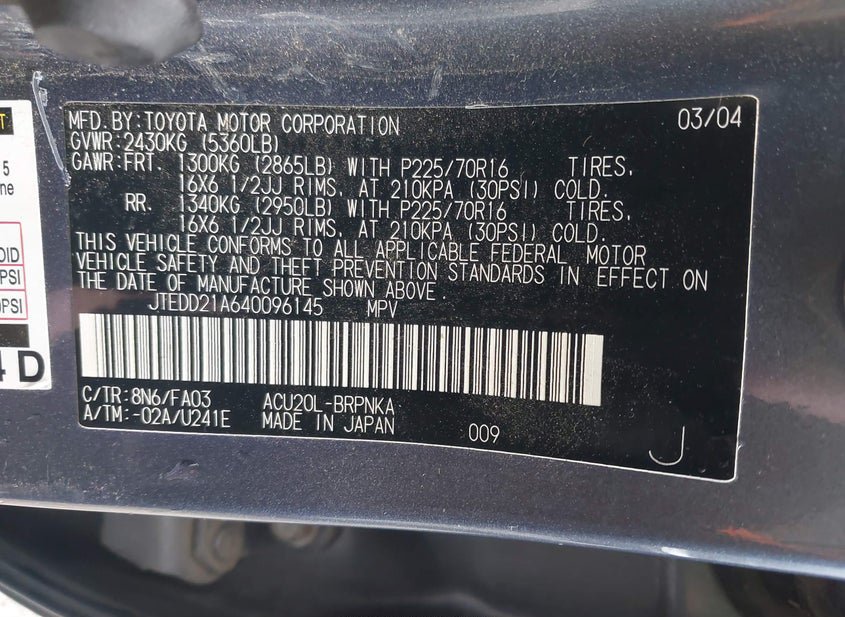 MFD. BY: TOYOTA MOTOR CORPORATION 03/04
GVWR: 2430KG (5360LB)
GAWR: FRT. 1300KG (2865LB) WITH P225/70R16 TIRES,
16X6 1/2JJ RIMS, AT 210KPA (30PSI) COLD.
RR. 1340KG (2950LB) WITH P225/70R16 TIRES,
16X6 1/2JJ RIMS, AT 210KPA (30PSI) COLD.
THIS VEHICLE CONFORMS TO ALL APPLICABLE FEDERAL MOTOR
VEHICLE SAFETY AND THEFT PREVENTION STANDARDS IN EFFECT ON
THE DATE OF MANUFACTURE SHOWN ABOVE.
JTEDD21A640096145 MPV
C/TR: 8N6/FA03 ACU20L-BRPNKA
A/TM: -02A/U241E MADE IN JAPAN 009
J
5
PSI
4D